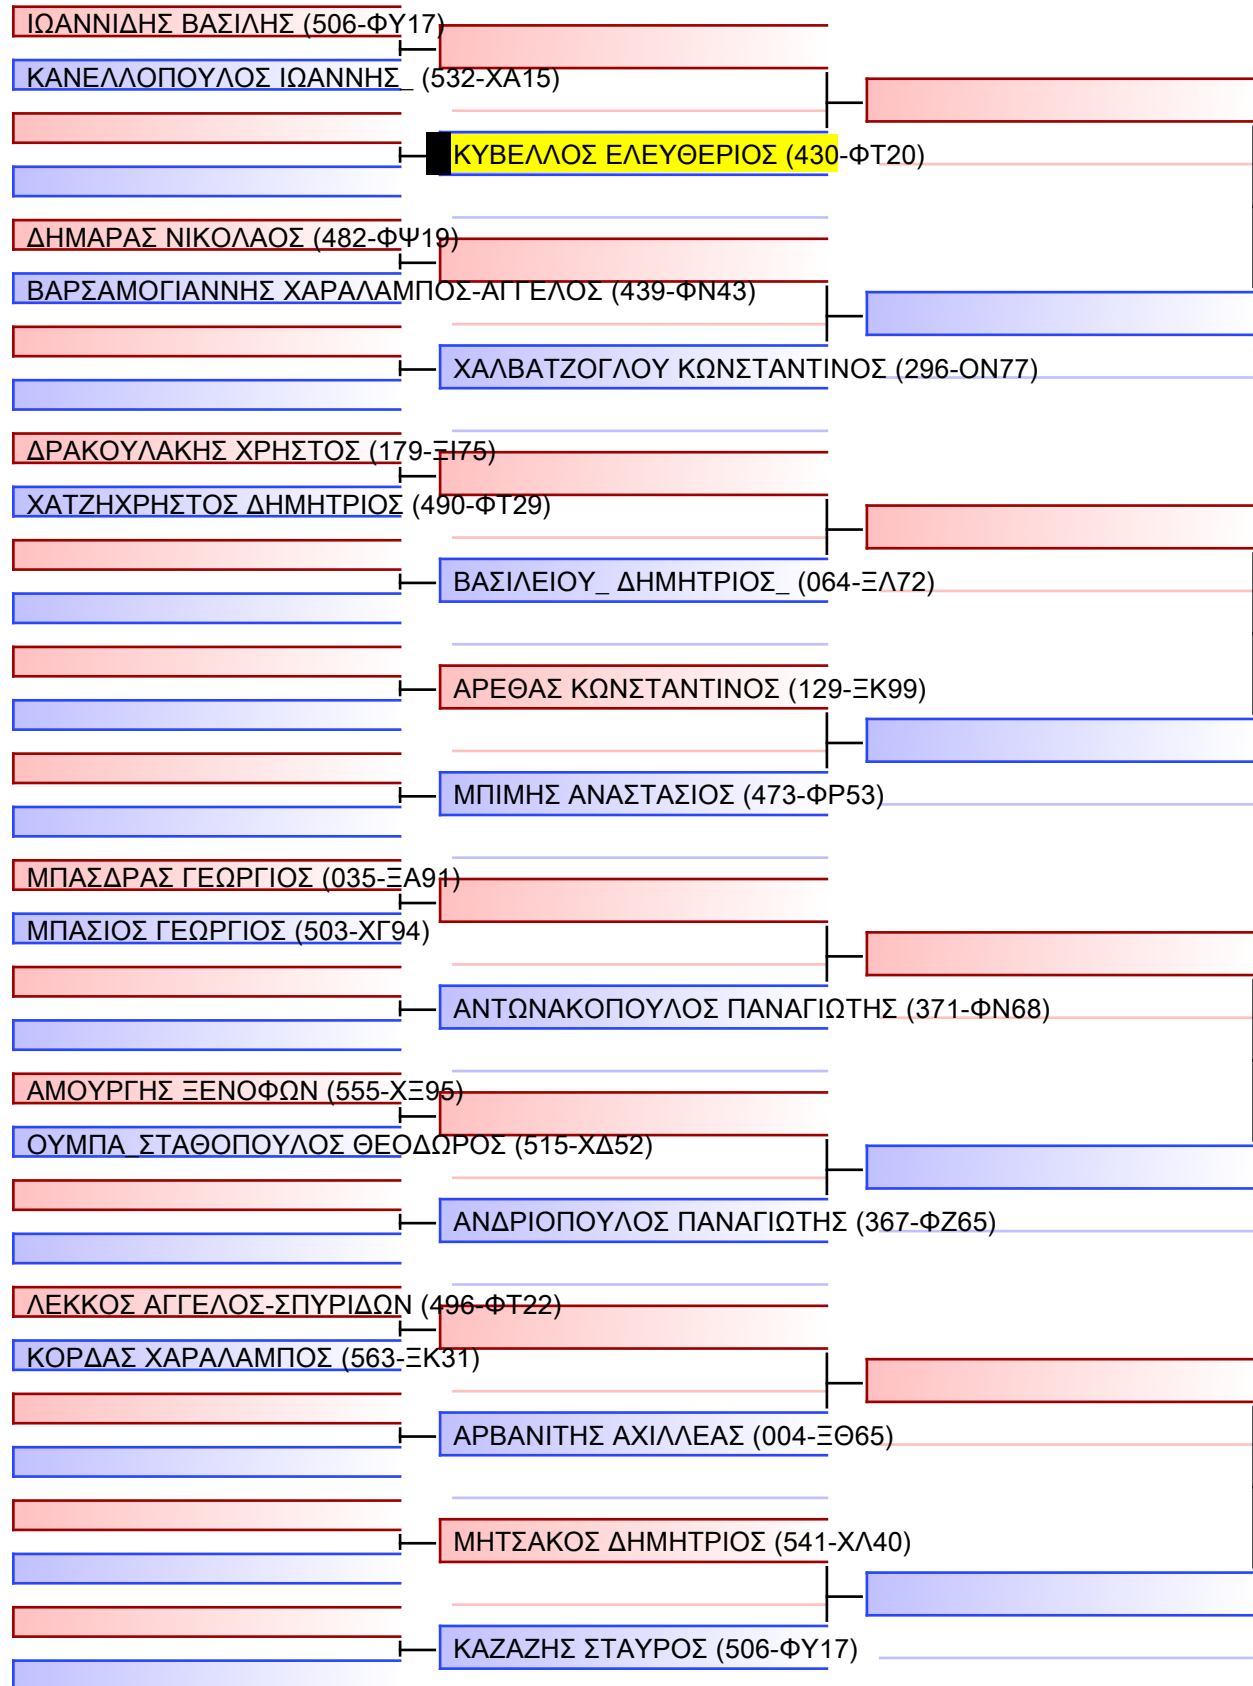 ΙΩΑΝΝΙΔΗΣ ΒΑΣΙΛΗΣ (506-ΦΥ17)
ΚΑΝΕΛΛΟΠΟΥΛΟΣ ΙΩΑΝΝΗΣ_ (532-ΧΑ15)
ΚΥΒΕΛΛΟΣ ΕΛΕΥΘΕΡΙΟΣ (430-ΦΤ20)
ΔΗΜΑΡΑΣ ΝΙΚΟΛΑΟΣ (482-ΦΨ19)
ΒΑΡΣΑΜΟΓΙΑΝΝΗΣ ΧΑΡΑΛΑΜΠΟΣ-ΑΓΓΕΛΟΣ (439-ΦΝ43)
ΧΑΛΒΑΤΖΟΓΛΟΥ ΚΩΝΣΤΑΝΤΙΝΟΣ (296-ΟΝ77)
ΔΡΑΚΟΥΛΑΚΗΣ ΧΡΗΣΤΟΣ (179-ΞΙ75)
ΧΑΤΖΗΧΡΗΣΤΟΣ ΔΗΜΗΤΡΙΟΣ (490-ΦΤ29)
ΒΑΣΙΛΕΙΟΥ_ ΔΗΜΗΤΡΙΟΣ_ (064-ΞΛ72)
ΑΡΕΘΑΣ ΚΩΝΣΤΑΝΤΙΝΟΣ (129-ΞΚ99)
ΜΠΙΜΗΣ ΑΝΑΣΤΑΣΙΟΣ (473-ΦΡ53)
ΜΠΑΣΔΡΑΣ ΓΕΩΡΓΙΟΣ (035-ΞΑ91)
ΜΠΑΣΙΟΣ ΓΕΩΡΓΙΟΣ (503-ΧΓ94)
ΑΝΤΩΝΑΚΟΠΟΥΛΟΣ ΠΑΝΑΓΙΩΤΗΣ (371-ΦΝ68)
ΑΜΟΥΡΓΗΣ ΞΕΝΟΦΩΝ (555-ΧΞ95)
ΟΥΜΠΑ_ΣΤΑΘΟΠΟΥΛΟΣ ΘΕΟΔΩΡΟΣ (515-ΧΔ52)
ΑΝΔΡΙΟΠΟΥΛΟΣ ΠΑΝΑΓΙΩΤΗΣ (367-ΦΖ65)
ΛΕΚΚΟΣ ΑΓΓΕΛΟΣ-ΣΠΥΡΙΔΩΝ (496-ΦΤ22)
ΚΟΡΔΑΣ ΧΑΡΑΛΑΜΠΟΣ (563-ΞΚ31)
ΑΡΒΑΝΙΤΗΣ ΑΧΙΛΛΕΑΣ (004-ΞΘ65)
ΜΗΤΣΑΚΟΣ ΔΗΜΗΤΡΙΟΣ (541-ΧΛ40)
ΚΑΖΑΖΗΣ ΣΤΑΥΡΟΣ (506-ΦΥ17)